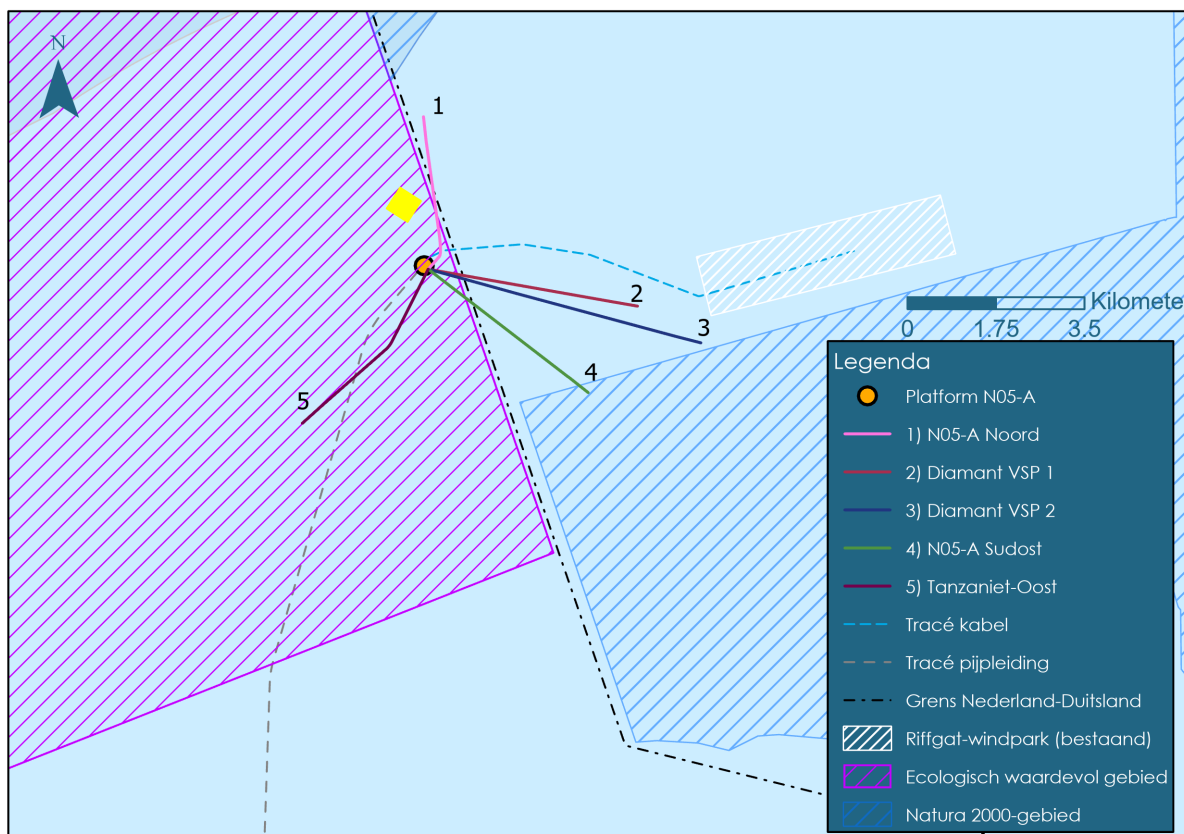 N
1
2
3
4
5
Kilomete
0 1.75 3.5
Legenda
Platform N05-A
1) N05-A Noord
2) Diamant VSP 1
3) Diamant VSP 2
4) N05-A Sudost
5) Tanzaniet-Oost
Tracé kabel
Tracé pijpleiding
Grens Nederland-Duitsland
Riffgat-windpark (bestaand)
Ecologisch waardevol gebied
Natura 2000-gebied